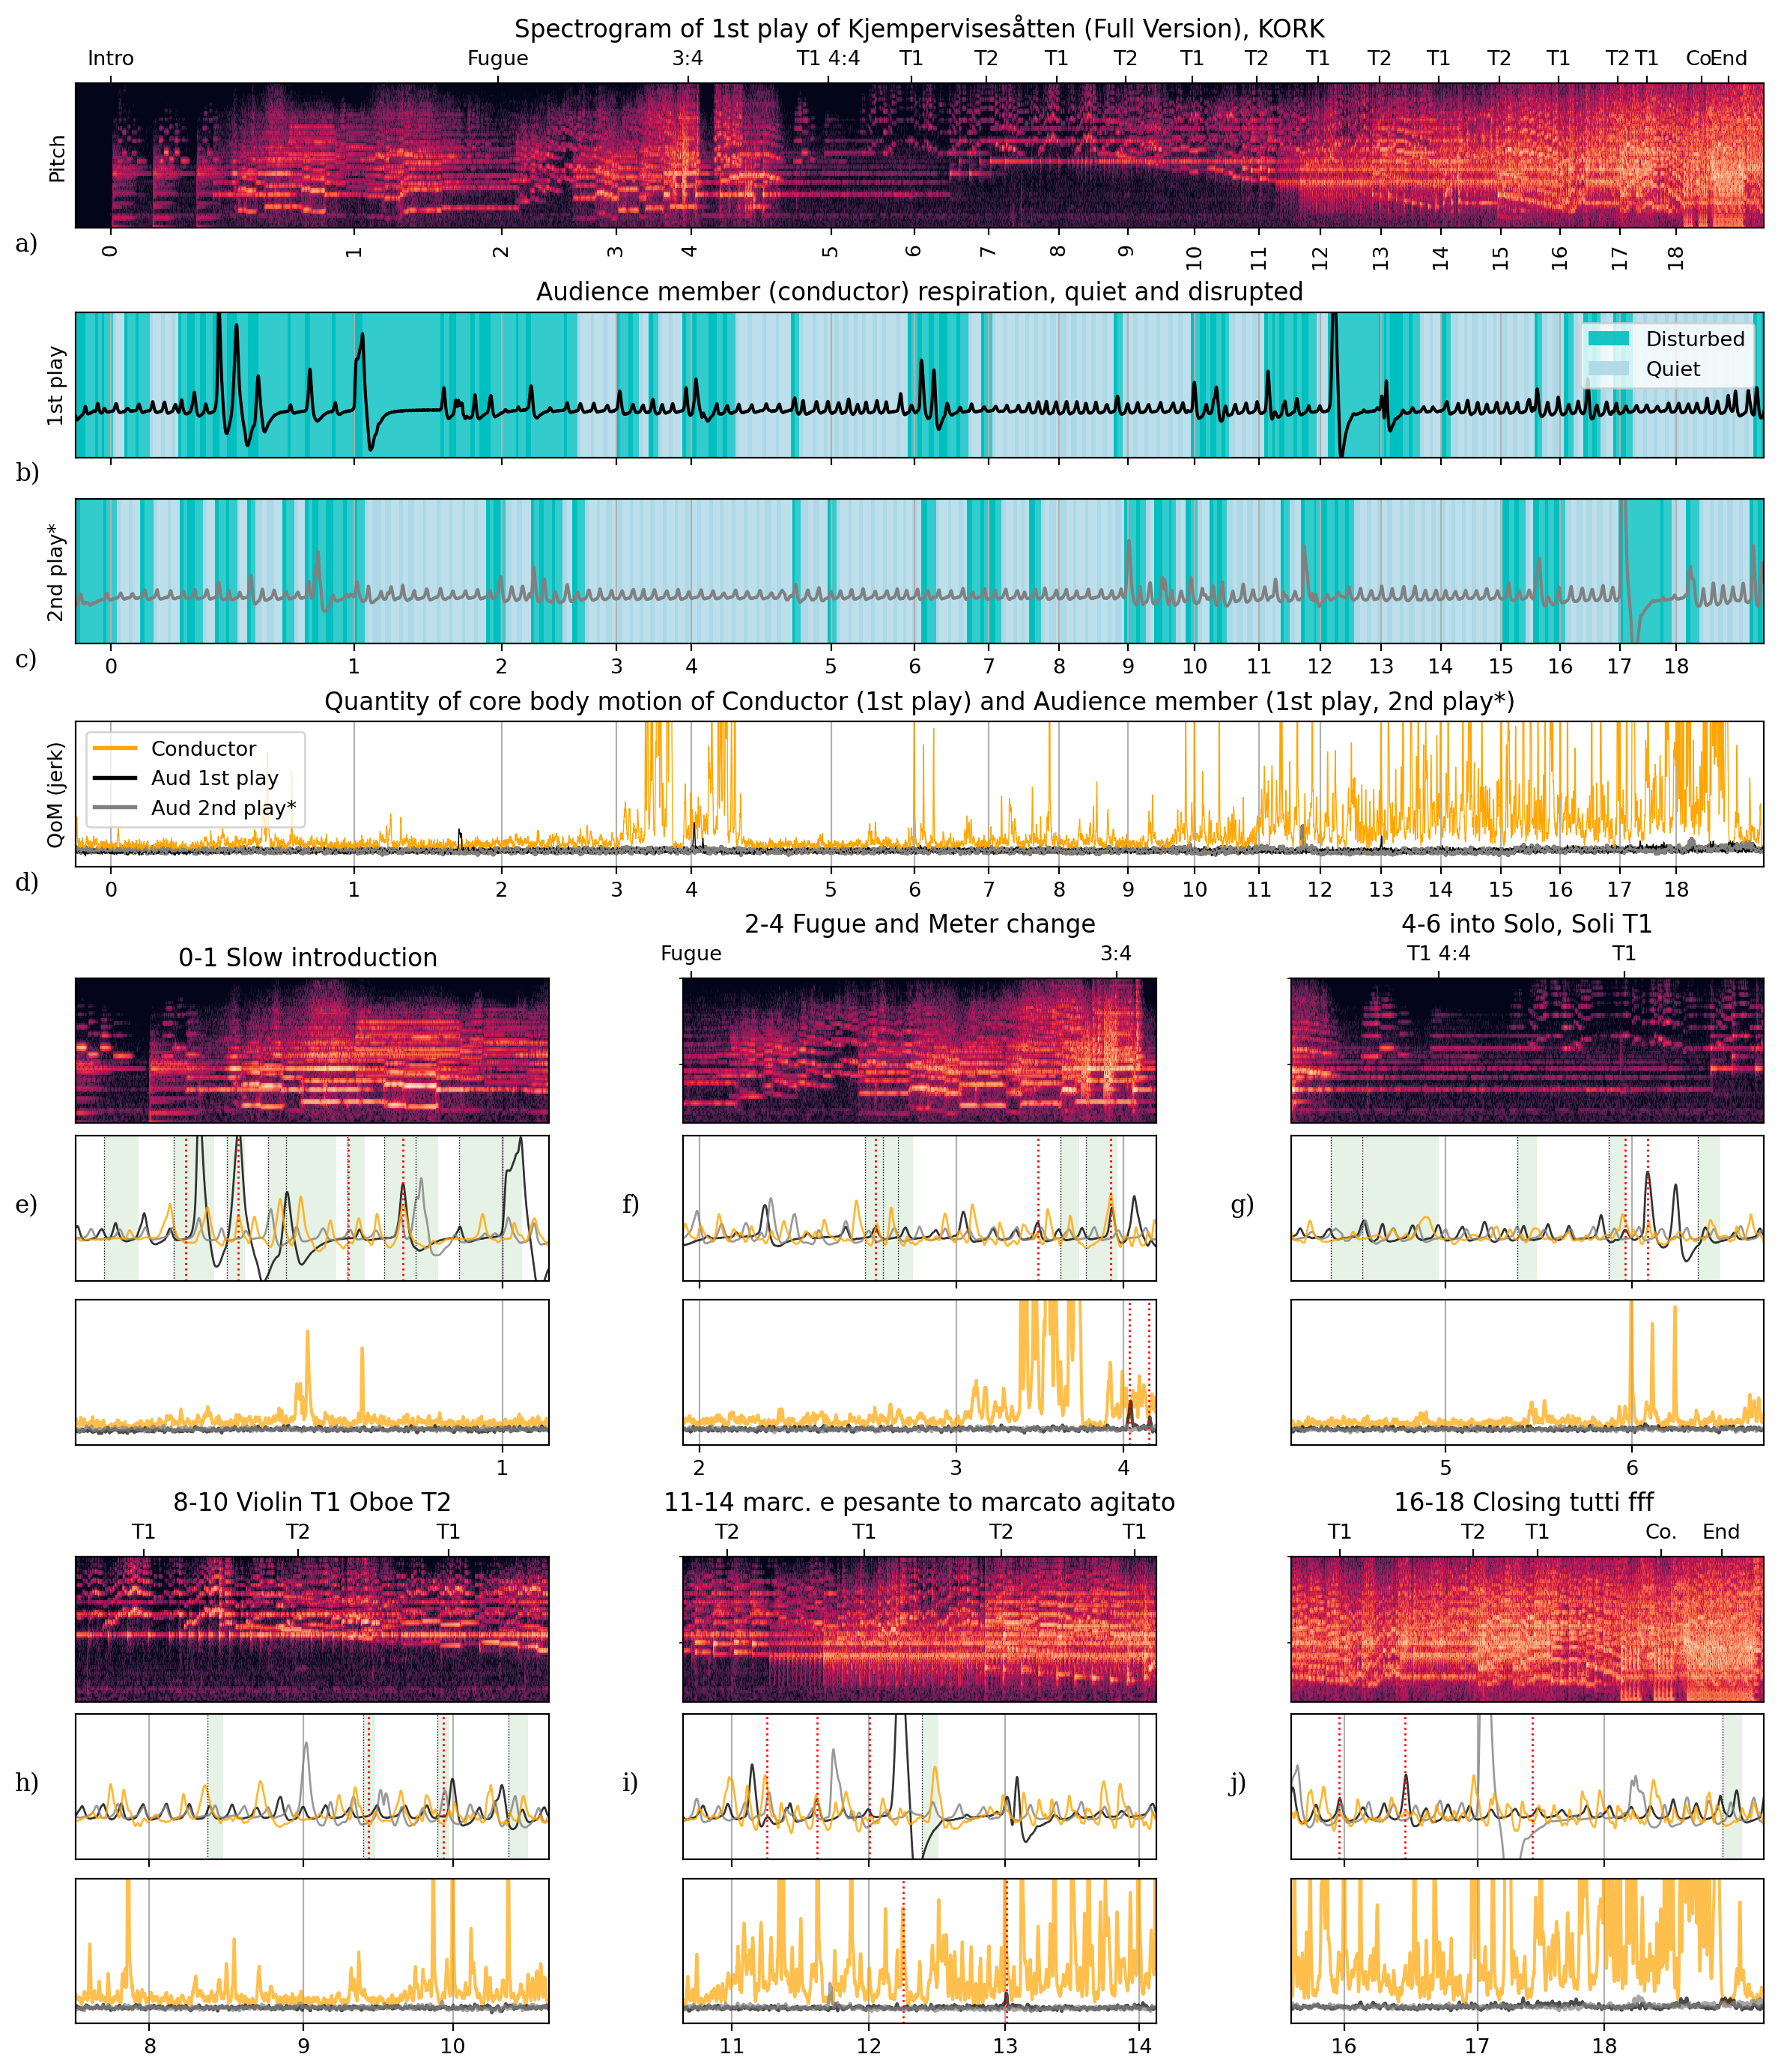 Spectrogram of 1st play of Kjempervisesåtten (Full Version), KORK
Intro Fugue 3:4 T1 4:4 T1 T2 T1 T2 T1 T2 T1 T2 T1 T2 T1 T2 T1 Co End
Pitch
a)
0 1 2 3 4 5 6 7 8 9 10 11 12 13 14 15 16 17 18
Audience member (conductor) respiration, quiet and disrupted
1st play
Disturbed
Quiet
b)
2nd play*
c)
0 1 2 3 4 5 6 7 8 9 10 11 12 13 14 15 16 17 18
Quantity of core body motion of Conductor (1st play) and Audience member (1st play, 2nd play*)
QoM (jerk)
Conductor
Aud 1st play
Aud 2nd play*
d)
0 1 2 3 4 5 6 7 8 9 10 11 12 13 14 15 16 17 18
0-1 Slow introduction
2-4 Fugue and Meter change
Fugue 3:4
4-6 into Solo, Soli T1
T1 4:4 T1
e)
f)
g)
1
2 3 4
5 6
8-10 Violin T1 Oboe T2
T1 T2 T1
11-14 marc. e pesante to marcato agitato
T2 T1 T2 T1
16-18 Closing tutti fff
T1 T2 T1 Co. End
h)
i)
j)
8 9 10
11 12 13 14
16 17 18